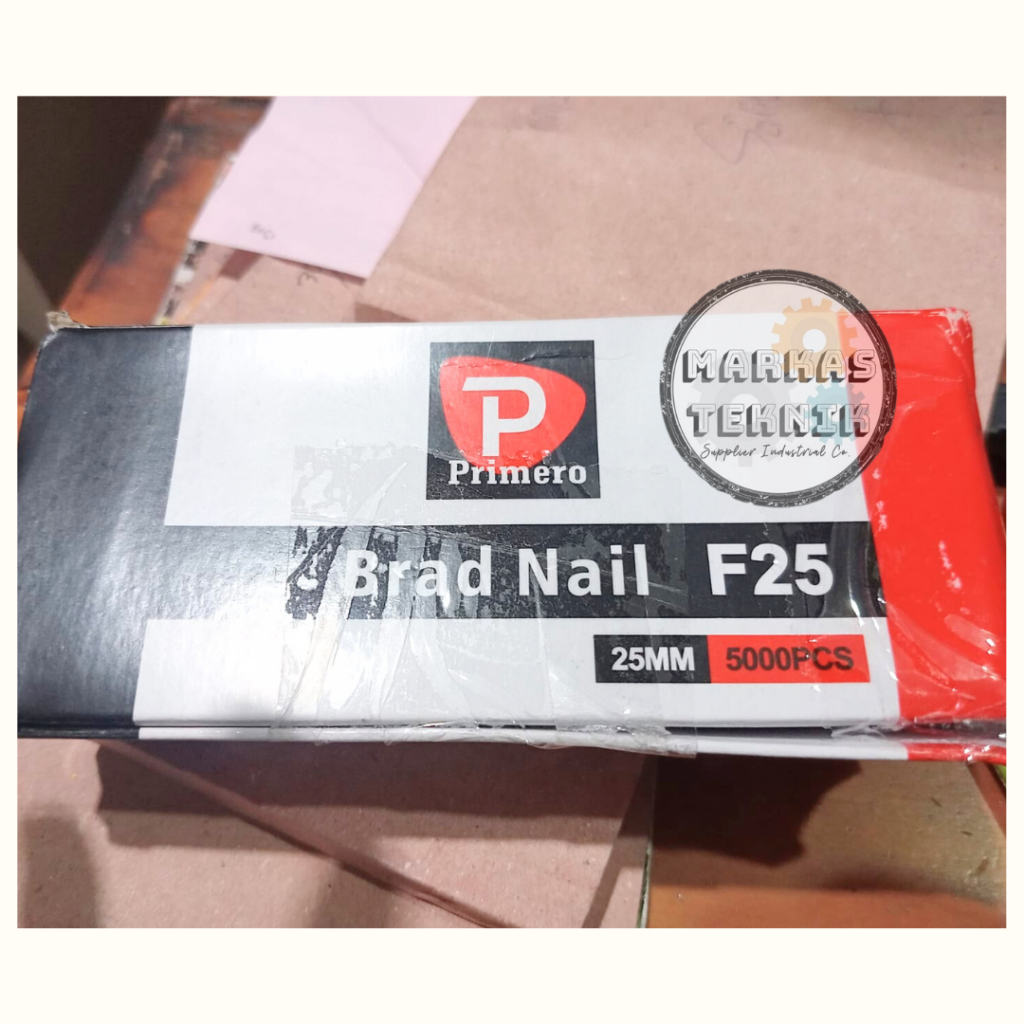 MARKAS
TEKNIK
Supplier Industrial Co.
P
Primero
Brad Nail F25
25MM 5000PCS